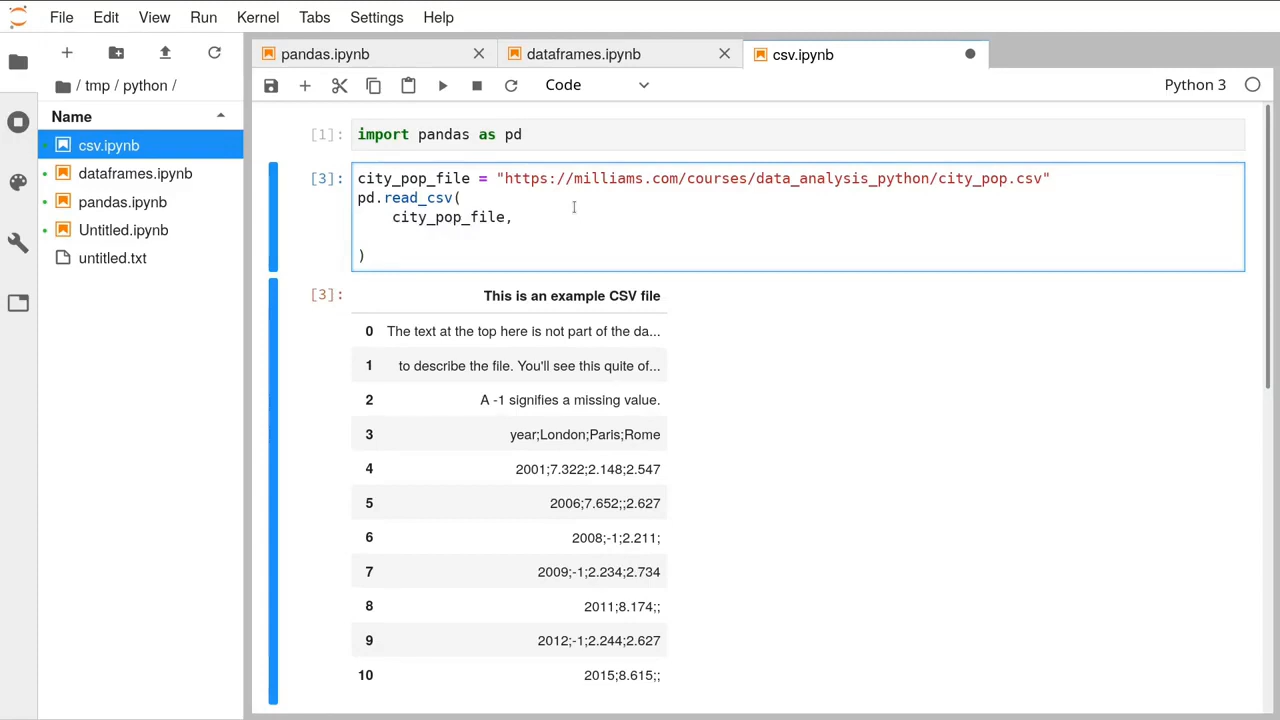 File Edit View Run Kernel Tabs Settings Help
pandas.ipynb dataframes.ipynb csv.ipynb
/ tmp / python /
Code Python 3
Name
csv.ipynb
dataframes.ipynb
pandas.ipynb
Untitled.ipynb
untitled.txt
[1]: import pandas as pd
[3]: city_pop_file = "https://milliams.com/courses/data_analysis_python/city_pop.csv"
pd.read_csv(
    city_pop_file,
)
[3]: This is an example CSV file
0 The text at the top here is not part of the da...
1 to describe the file. You'll see this quite of...
2 A -1 signifies a missing value.
3 year;London;Paris;Rome
4 2001;7.322;2.148;2.547
5 2006;7.652;;2.627
6 2008;-1;2.211;
7 2009;-1;2.234;2.734
8 2011;8.174;;
9 2012;-1;2.244;2.627
10 2015;8.615;;